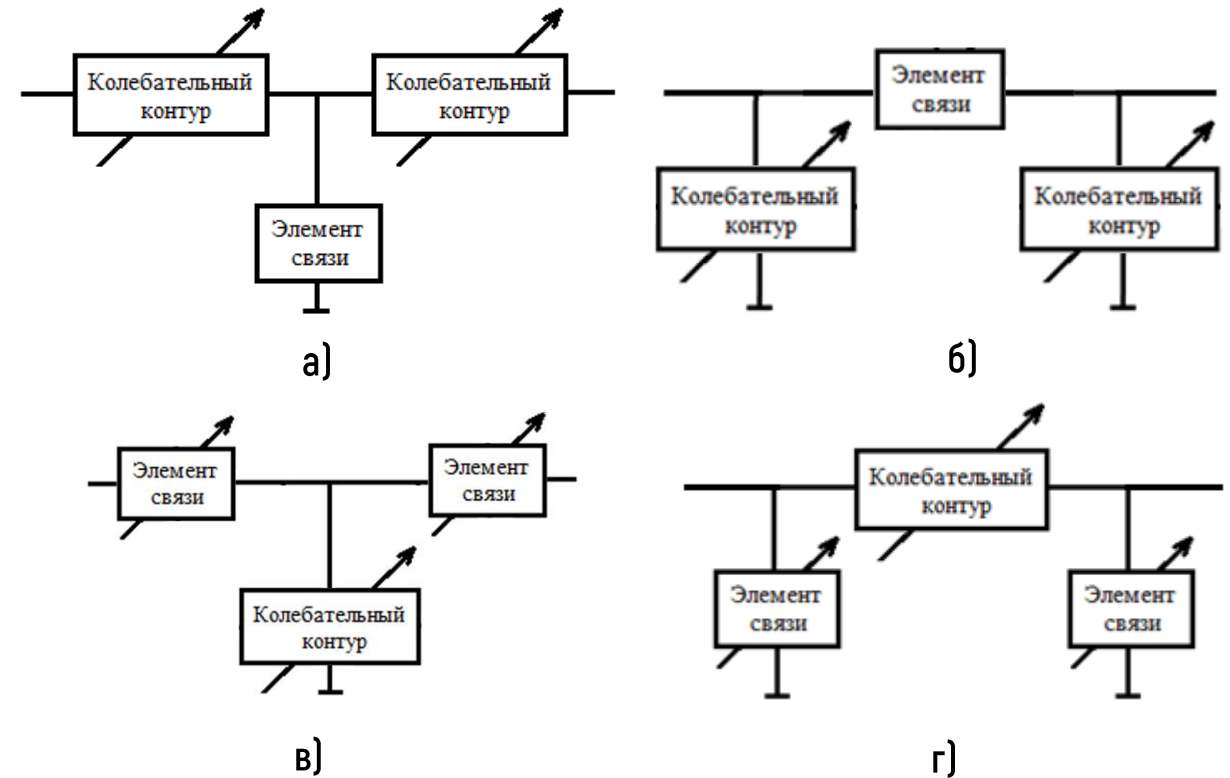 Колебательный
контур
Колебательный
контур
Элемент
связи
а)
Элемент
связи
Колебательный
контур
Колебательный
контур
б)
Элемент
связи
Элемент
связи
Колебательный
контур
в)
Колебательный
контур
Элемент
связи
Элемент
связи
г)